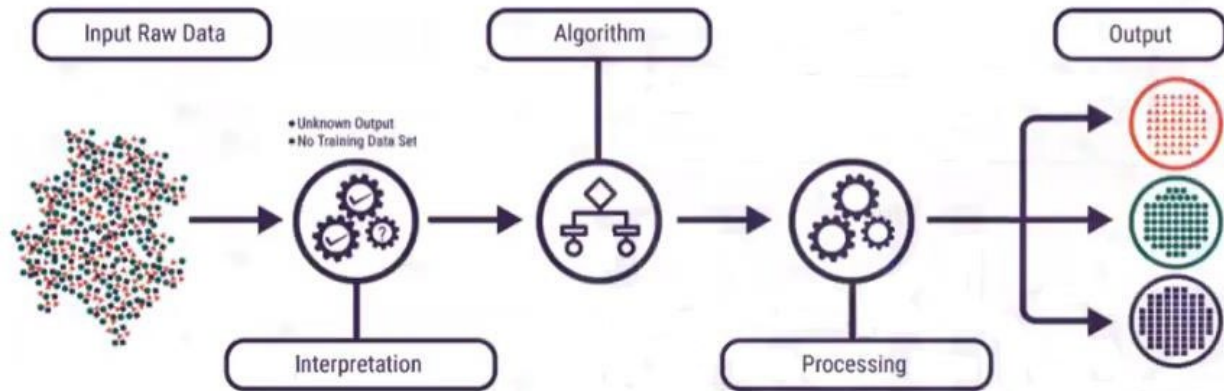 Input Raw Data
Algorithm
Output
● Unknown Output
● No Training Data Set
?
Interpretation
Processing